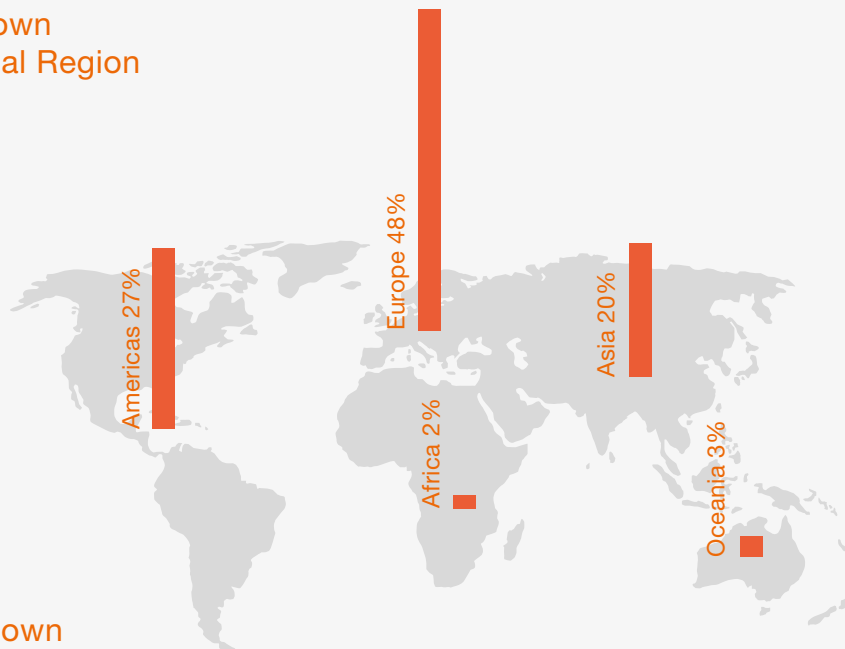 own
al Region
Europe 48%
Americas 27%
Asia 20%
Africa 2%
Oceania 3%
own